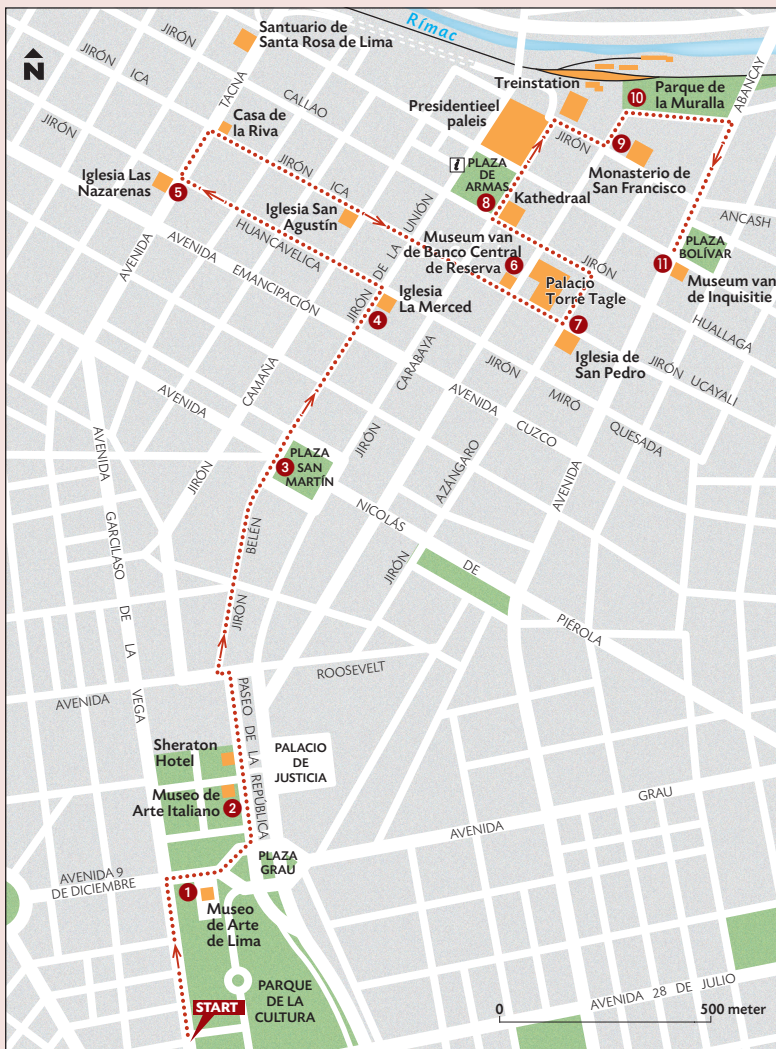 Rímac
N
Santuario de
Santa Rosa de Lima
JIRÓN
JIRÓN
ICA
TACNA
CALLAO
JIRÓN
Casa de
la Riva
Treinstation
Presidentieel
paleis
10
Parque de
la Muralla
ABANCAY
9
JIRÓN
Monasterio de
San Francisco
Iglesia Las
Nazarenas
5
JIRÓN
ICA
Iglesia San
Agustín
i
PLAZA
DE
ARMAS
8
Kathedraal
ANCASH
PLAZA
BOLÍVAR
11
Museum van
de Inquisitie
AVENIDA
HUANCAVELICA
AVENIDA
EMANCIPACIÓN
JIRÓN DE LA UNIÓN
Museum van
de Banco Central
de Reserva
6
Palacio
Torre Tagle
JIRÓN
HUALLAGA
Iglesia
La Merced
4
7
Iglesia de
San Pedro
JIRÓN UCAYALI
CARABAYA
JIRÓN
MIRÓ
QUESADA
CAMAÑA
JIRÓN
AVENIDA
AVENIDA
CUZCO
JIRÓN
AZÁNGARO
JIRÓN
AVENIDA
3
PLAZA
SAN
MARTÍN
NICOLÁS
DE
PIÉROLA
AVENIDA
GARCILASO
DE
LA
VEGA
BELÉN
JIRÓN
AVENIDA
ROOSEVELT
PASEO DE LA REPÚBLICA
Sheraton
Hotel
PALACIO
DE
JUSTICIA
Museo de
Arte Italiano
2
AVENIDA
GRAU
PLAZA
GRAU
AVENIDA 9
DE DICIEMBRE
1
Museo
de Arte
de Lima
PARQUE
DE LA
CULTURA
START
AVENIDA 28 DE JULIO
0
500 meter